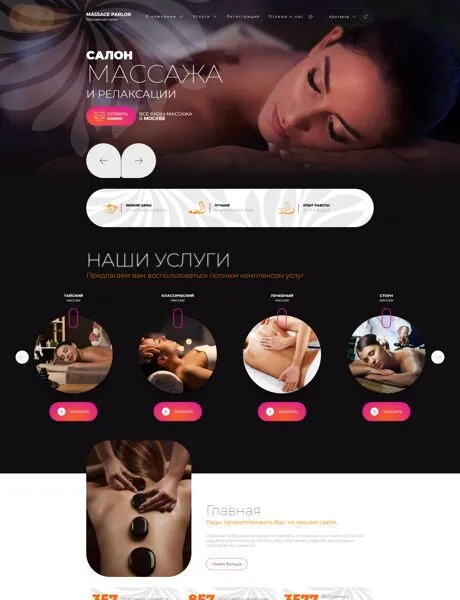 MASSAGE PARLOR
Массажный салон
О компании
Услуги
Регистрация
Отзывы о нас
Контакты
САЛОН
МАССАЖА
И РЕЛАКСАЦИИ
ОСТАВИТЬ
ЗАЯВКУ
ВСЕ ВИДЫ МАССАЖА
В МОСКВЕ
НИЗКИЕ ЦЕНЫ
ЛУЧШИЕ
ОПЫТ РАБОТЫ
НАШИ УСЛУГИ
Предлагаем вам воспользоваться полным комплексом услуг
ТАЙСКИЙ
массаж
КЛАССИЧЕСКИЙ
массаж
ЛЕЧЕБНЫЙ
массаж
СТОУН
массаж
ЗАКАЗАТЬ
ЗАКАЗАТЬ
ЗАКАЗАТЬ
ЗАКАЗАТЬ
Главная
Рады приветствовать Вас на нашем сайте.
Узнать больше
357
857
3577